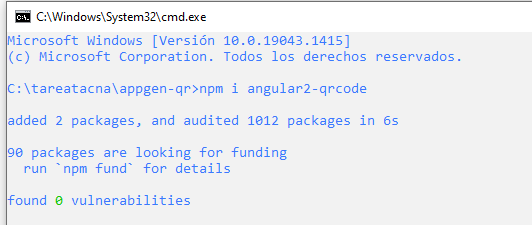 C:\Windows\System32\cmd.exe
Microsoft Windows [Versión 10.0.19043.1415]
(c) Microsoft Corporation. Todos los derechos reservados.
C:\tareatacna\appgen-qr>npm i angular2-qrcode
added 2 packages, and audited 1012 packages in 6s
90 packages are looking for funding
run `npm fund` for details
found 0 vulnerabilities